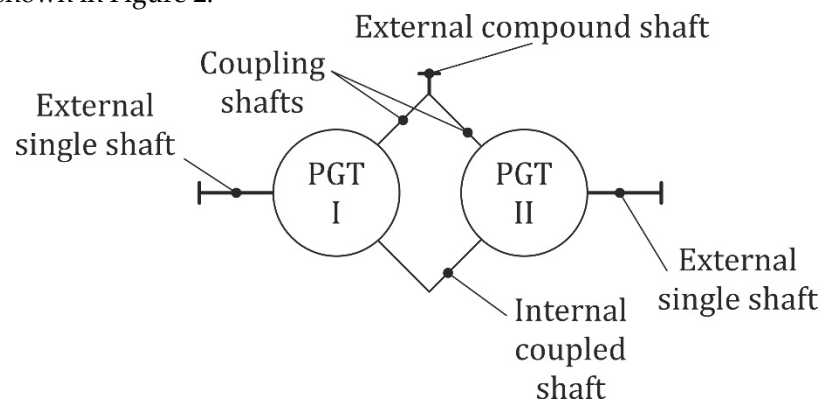 shown in Figure 2.
External compound shaft
Coupling
shafts
External
single shaft
PGT
I
PGT
II
External
single shaft
Internal
coupled
shaft